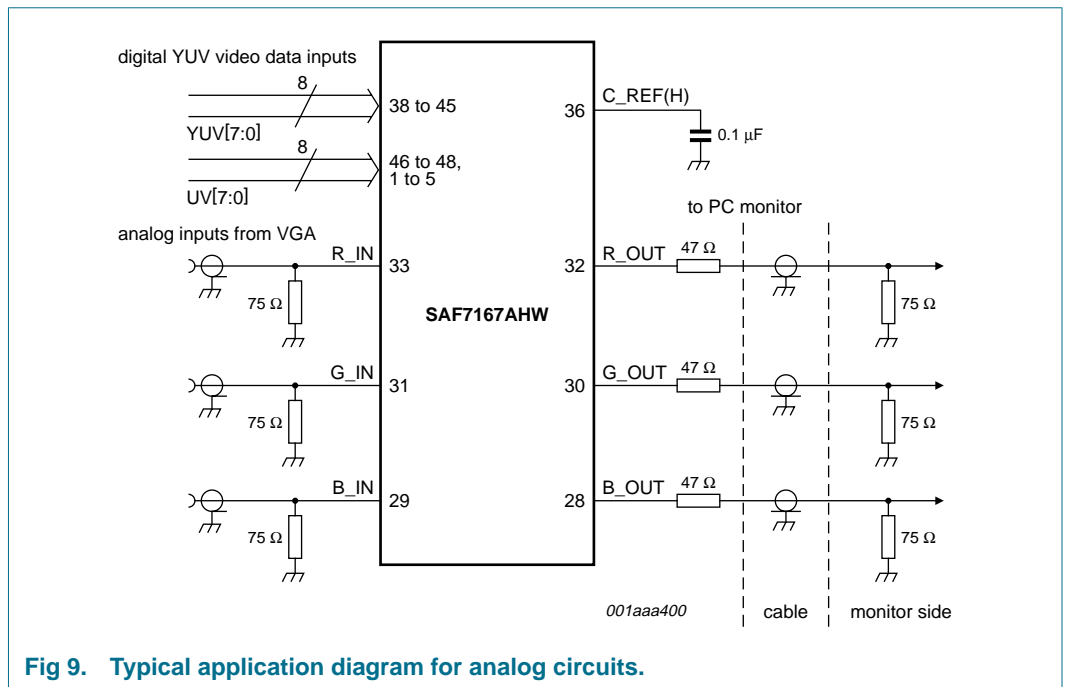 digital YUV video data inputs
8
38 to 45
YUV[7:0]
8
46 to 48,
1 to 5
UV[7:0]
36
C_REF(H)
0.1 μF
to PC monitor
analog inputs from VGA
R_IN
33
75 Ω
SAF7167AHW
32
R_OUT
47 Ω
75 Ω
G_IN
31
75 Ω
30
G_OUT
47 Ω
75 Ω
B_IN
29
75 Ω
28
B_OUT
47 Ω
75 Ω
001aaa400
cable
monitor side
Fig 9. Typical application diagram for analog circuits.